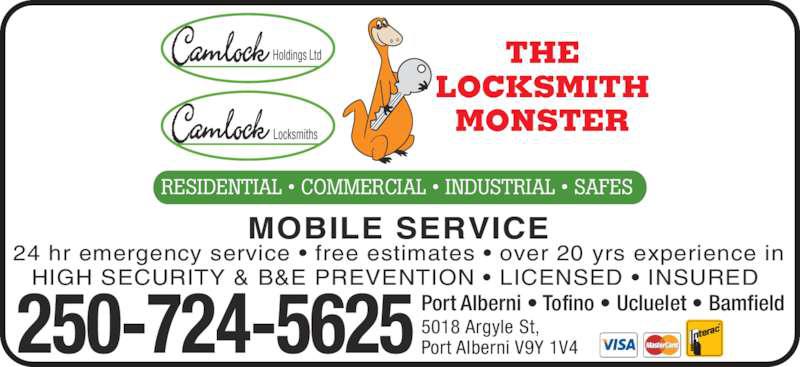 Camlock Holdings Ltd
Camlock Locksmiths
THE
LOCKSMITH
MONSTER
RESIDENTIAL • COMMERCIAL • INDUSTRIAL • SAFES
MOBILE SERVICE
24 hr emergency service • free estimates • over 20 yrs experience in
HIGH SECURITY & B&E PREVENTION • LICENSED • INSURED
250-724-5625
Port Alberni • Tofino • Ucluelet • Bamfield
5018 Argyle St,
Port Alberni V9Y 1V4
VISA MasterCard Interac